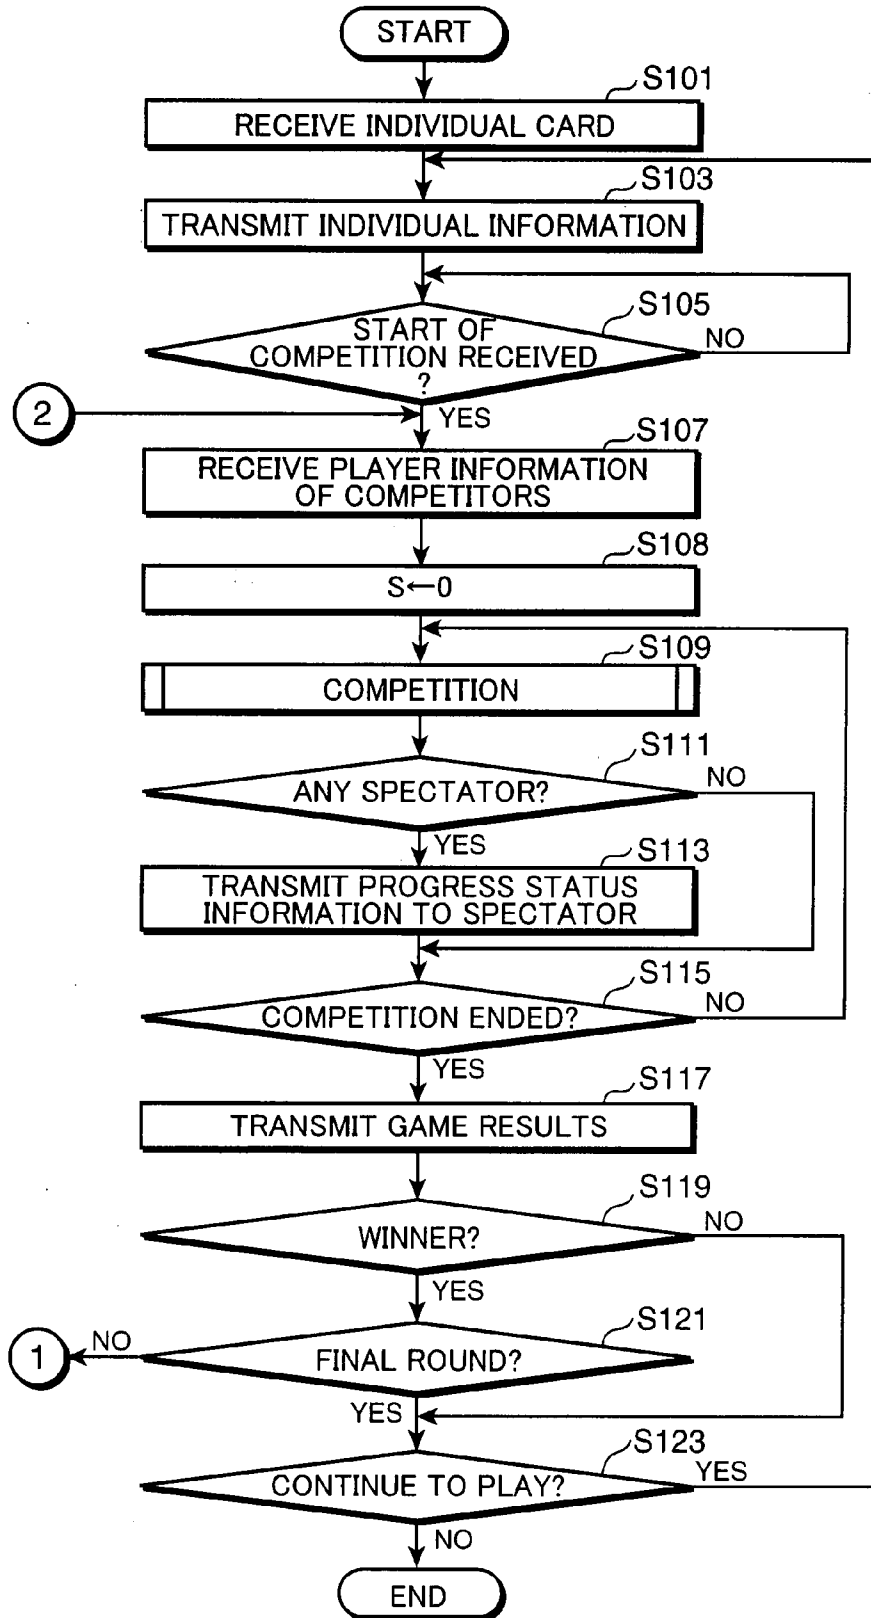 START
S101
RECEIVE INDIVIDUAL CARD
S103
TRANSMIT INDIVIDUAL INFORMATION
S105
START OF
COMPETITION RECEIVED
?
NO
2
YES
S107
RECEIVE PLAYER INFORMATION
OF COMPETITORS
S108
S←0
S109
COMPETITION
S111
ANY SPECTATOR?
NO
YES
S113
TRANSMIT PROGRESS STATUS
INFORMATION TO SPECTATOR
S115
COMPETITION ENDED?
NO
YES
S117
TRANSMIT GAME RESULTS
S119
WINNER?
NO
YES
S121
1
NO
FINAL ROUND?
YES
S123
CONTINUE TO PLAY?
YES
NO
END